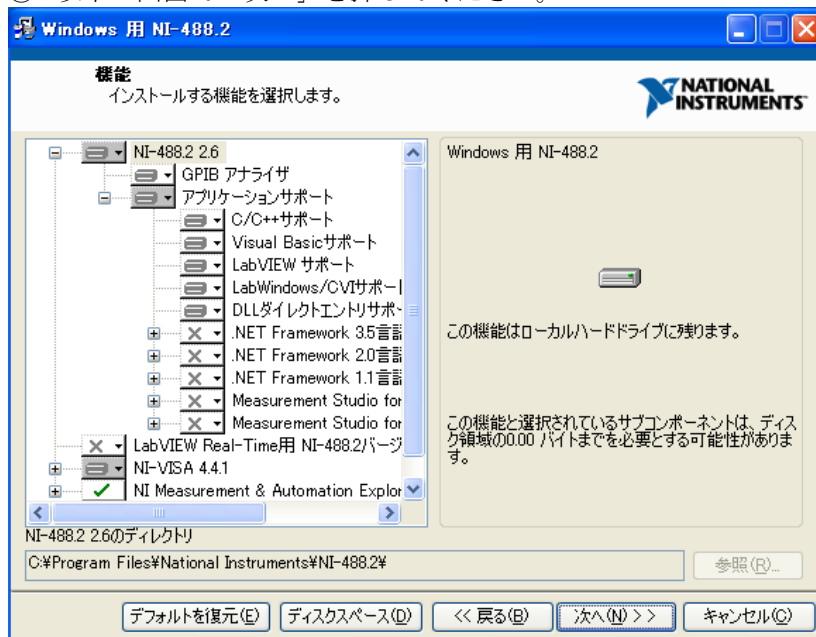 Windows 用 NI-488.2
機能
インストールする機能を選択します。
NATIONAL
INSTRUMENTS
NI-488.2 2.6
GPIB アナライザ
アプリケーションサポート
C/C++サポート
Visual Basicサポート
LabVIEW サポート
LabWindows/CVIサポート
DLLダイレクトエントリサポ
.NET Framework 3.5言語
.NET Framework 2.0言語
.NET Framework 1.1言語
Measurement Studio for
Measurement Studio for
LabVIEW Real-Time用 NI-488.2バージ
NI-VISA 4.4.1
NI Measurement & Automation Explor
Windows 用 NI-488.2
この機能はローカルハードドライブに残ります。
この機能と選択されているサブコンポーネントは、ディス
ク領域の0.00 バイトまでを必要とする可能性がありま
す。
NI-488.2 2.6のディレクトリ
C:¥Program Files¥National Instruments¥NI-488.2¥
参照(R)...
デフォルトを復元(E)
ディスクスペース(D)
<< 戻る(B)
次へ(N) >>
キャンセル(C)